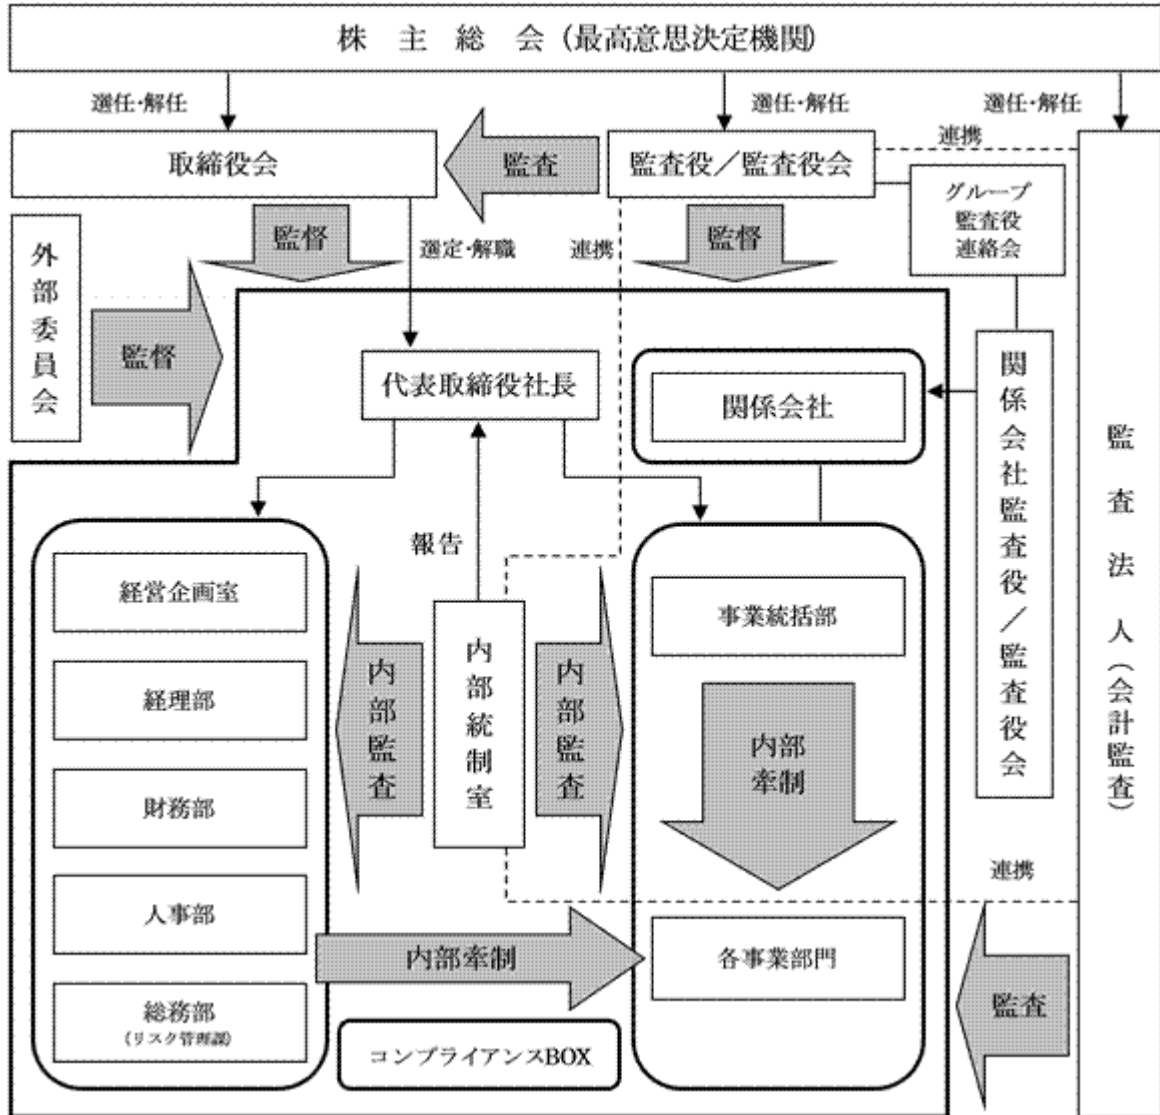 株主総会（最高意思決定機関）
選任・解任
選任・解任
選任・解任
取締役会
監査
監査役／監査役会
連携
グループ
監査役
連絡会
監督
選定・解職
連携
監督
外部委員会
監督
代表取締役社長
関係会社
関係会社監査役／監査役会
監査法人（会計監査）
報告
経営企画室
経理部
財務部
人事部
総務部
(リスク管理課)
内部監査
内部統制室
内部監査
事業統括部
内部
牽制
連携
内部牽制
各事業部門
監査
コンプライアンスBOX